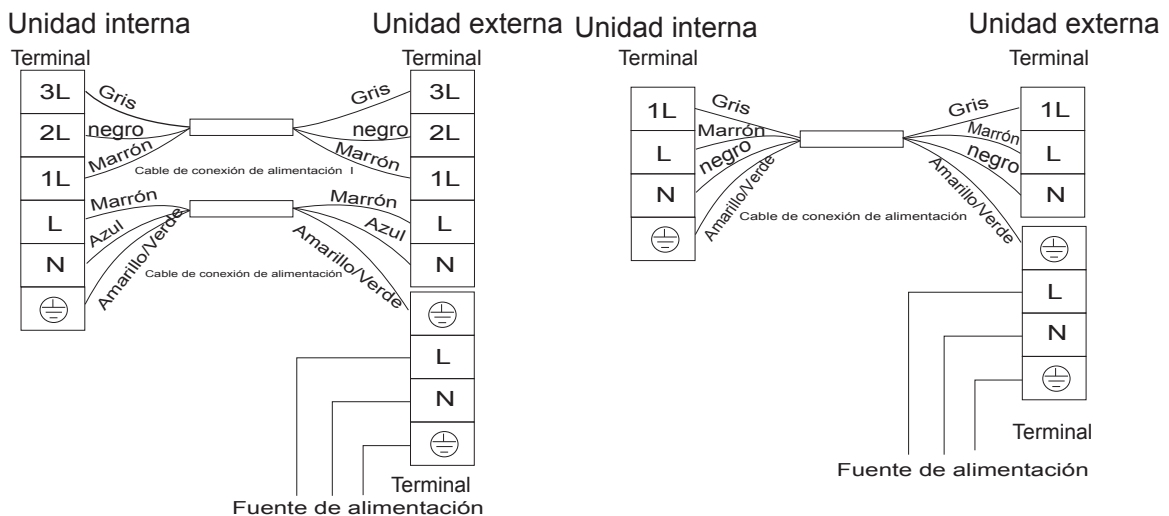 Unidad interna
Unidad externa
Terminal
Terminal
3L
Gris
Gris
3L
2L
negro
negro
2L
1L
Marrón
Marrón
1L
Cable de conexión de alimentación I
L
Marrón
Marrón
L
N
Azul
Azul
N
Amarillo/Verde
Amarillo/Verde
Cable de conexión de alimentación
L
N
Terminal
Fuente de alimentación
Unidad interna
Unidad externa
Terminal
Terminal
1L
Gris
Gris
1L
L
Marrón
Marrón
L
N
negro
negro
N
Amarillo/Verde
Amarillo/Verde
Cable de conexión de alimentación
L
N
Terminal
Fuente de alimentación